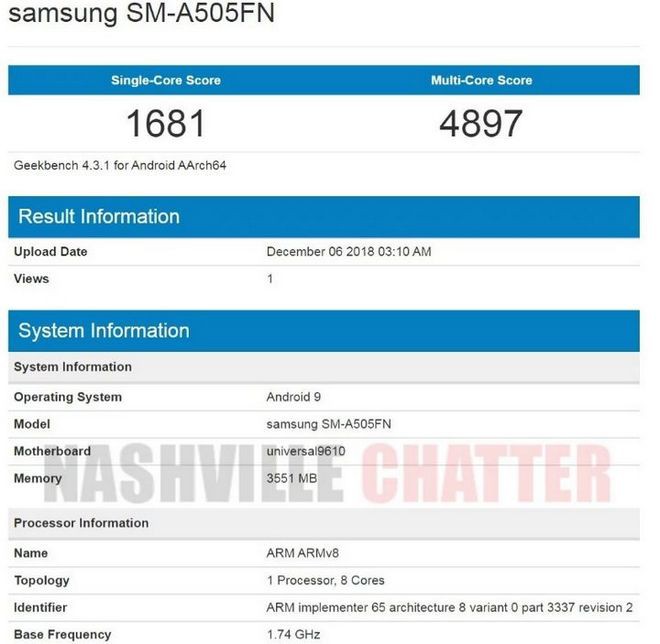 samsung SM-A505FN
Single-Core Score Multi-Core Score
1681 4897
Geekbench 4.3.1 for Android AArch64
Result Information
Upload Date December 06 2018 03:10 AM
Views 1
System Information
System Information
Operating System Android 9
Model samsung SM-A505FN
Motherboard universal9610
NASHVILLE CHATTER
Memory 3551 MB
Processor Information
Name ARM ARMv8
Topology 1 Processor, 8 Cores
Identifier ARM implementer 65 architecture 8 variant 0 part 3337 revision 2
Base Frequency 1.74 GHz